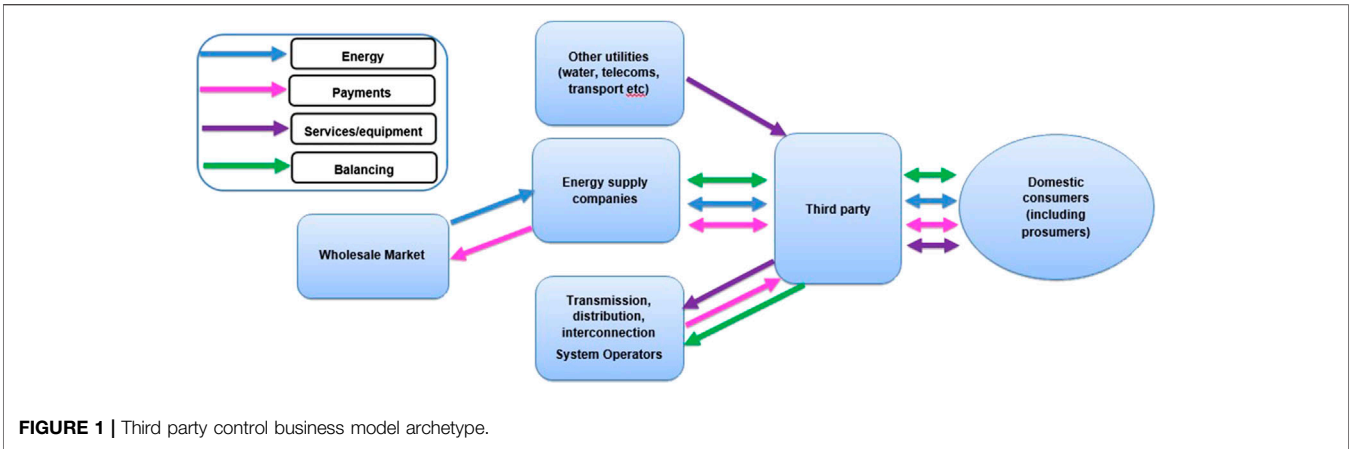 Energy
Payments
Services/equipment
Balancing
Other utilities
(water, telecoms,
transport etc)
Energy supply
companies
Wholesale Market
Third party
Domestic
consumers
(including
prosumers)
Transmission,
distribution,
interconnection
System Operators
FIGURE 1 | Third party control business model archetype.